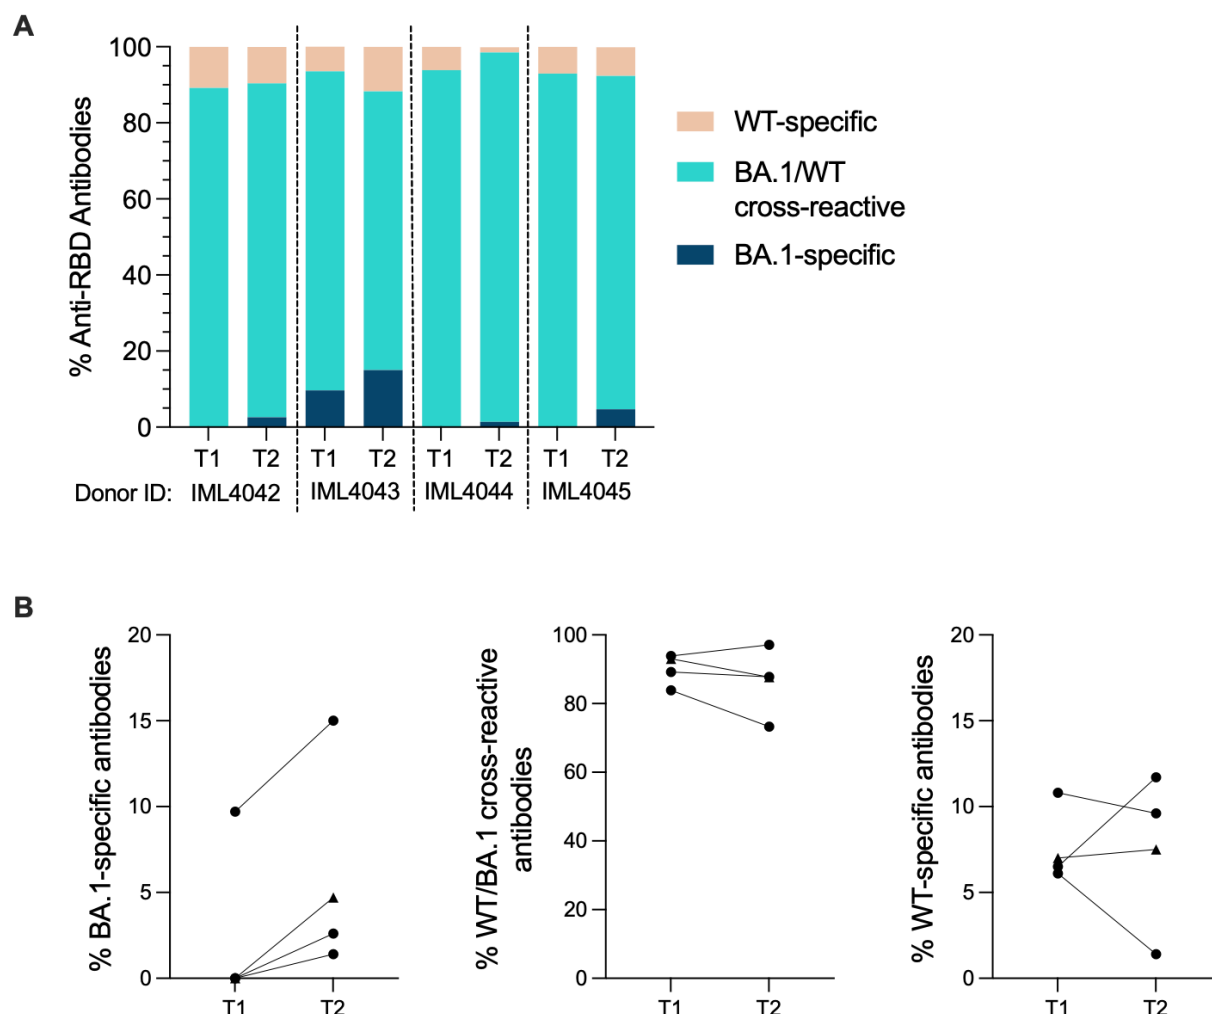 A
% Anti-RBD Antibodies
100
80
60
40
20
0
T1 T2 T1 T2 T1 T2 T1 T2
Donor ID: IML4042 IML4043 IML4044 IML4045
WT-specific
BA.1/WT
cross-reactive
BA.1-specific
B
% BA.1-specific antibodies
20
15
10
5
0
T1 T2
% WT/BA.1 cross-reactive
antibodies
100
80
60
40
20
0
T1 T2
% WT-specific antibodies
20
15
10
5
0
T1 T2